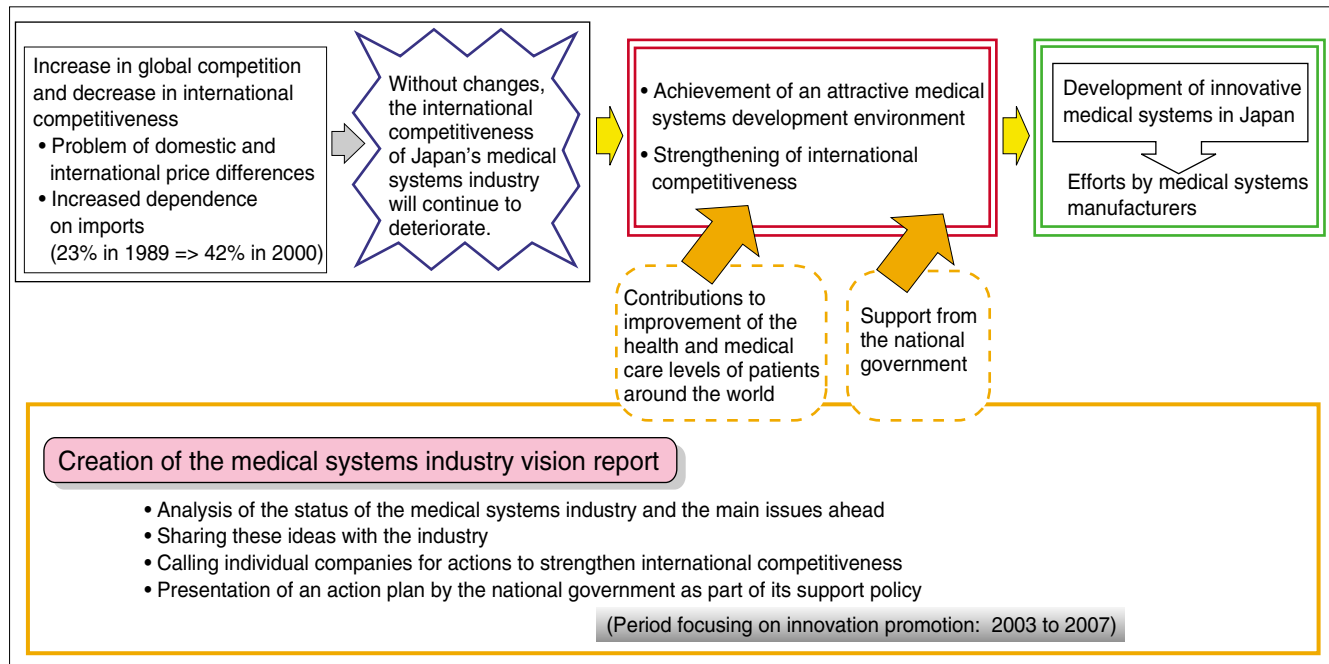 Increase in global competition
and decrease in international
competitiveness
• Problem of domestic and
international price differences
• Increased dependence
on imports
(23% in 1989 => 42% in 2000)
Without changes,
the international
competitiveness
of Japan's medical
systems industry
will continue to
deteriorate.
• Achievement of an attractive medical
systems development environment
• Strengthening of international
competitiveness
Development of innovative
medical systems in Japan
Efforts by medical systems
manufacturers
Contributions to
improvement of the
health and medical
care levels of patients
around the world
Support from
the national
government
Creation of the medical systems industry vision report
• Analysis of the status of the medical systems industry and the main issues ahead
• Sharing these ideas with the industry
• Calling individual companies for actions to strengthen international competitiveness
• Presentation of an action plan by the national government as part of its support policy
(Period focusing on innovation promotion: 2003 to 2007)